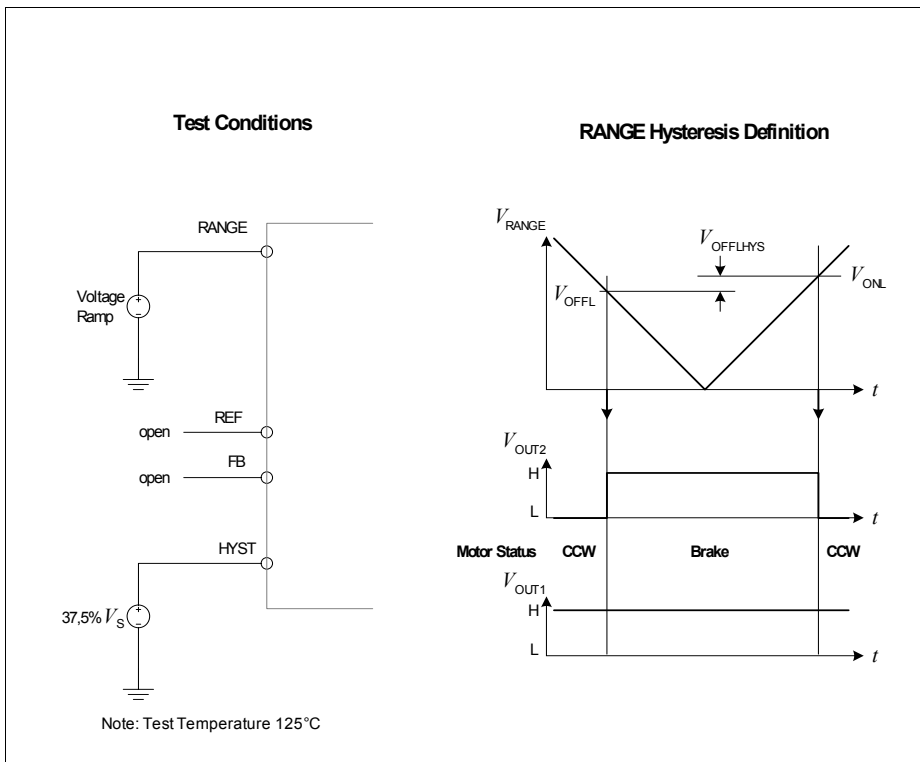 Test Conditions
RANGE
Voltage
Ramp
REF
open
FB
open
HYST
37,5% VS
Note: Test Temperature 125°C
RANGE Hysteresis Definition
VRANGE
VOFFLHYS
VOFFL
VONL
t
VOUT2
H
L
t
Motor Status CCW Brake CCW
VOUT1
H
L
t